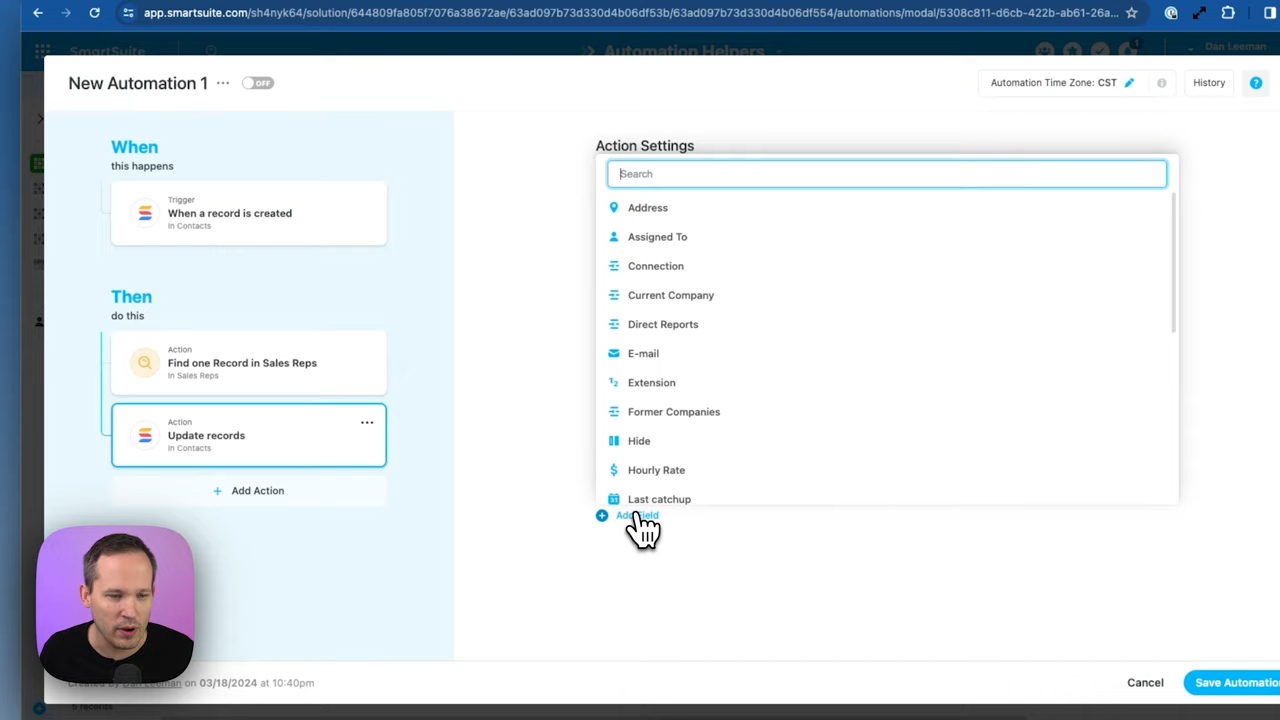 app.smartsuite.com/sh4nyk64/solution/644809fa805f7076a38672ae/63ad097b73d330d4b06df53b/63ad097b73d330d4b06df554/automations/modal/5308c811-d6cb-422b-ab61-26a...
SmartSuite
Automation Helpers
1
Dan Leeman
New Automation 1
OFF
Automation Time Zone: CST
History
When
this happens
Trigger
When a record is created
In Contacts
Then
do this
Action
Find one Record in Sales Reps
In Sales Reps
Action
Update records
In Contacts
+ Add Action
Action Settings
Search
Address
Assigned To
Connection
Current Company
Direct Reports
E-mail
Extension
Former Companies
Hide
Hourly Rate
Last catchup
Add Field
Created by Dan Leeman on 03/18/2024 at 10:40pm
Cancel
Save Automation
5 records